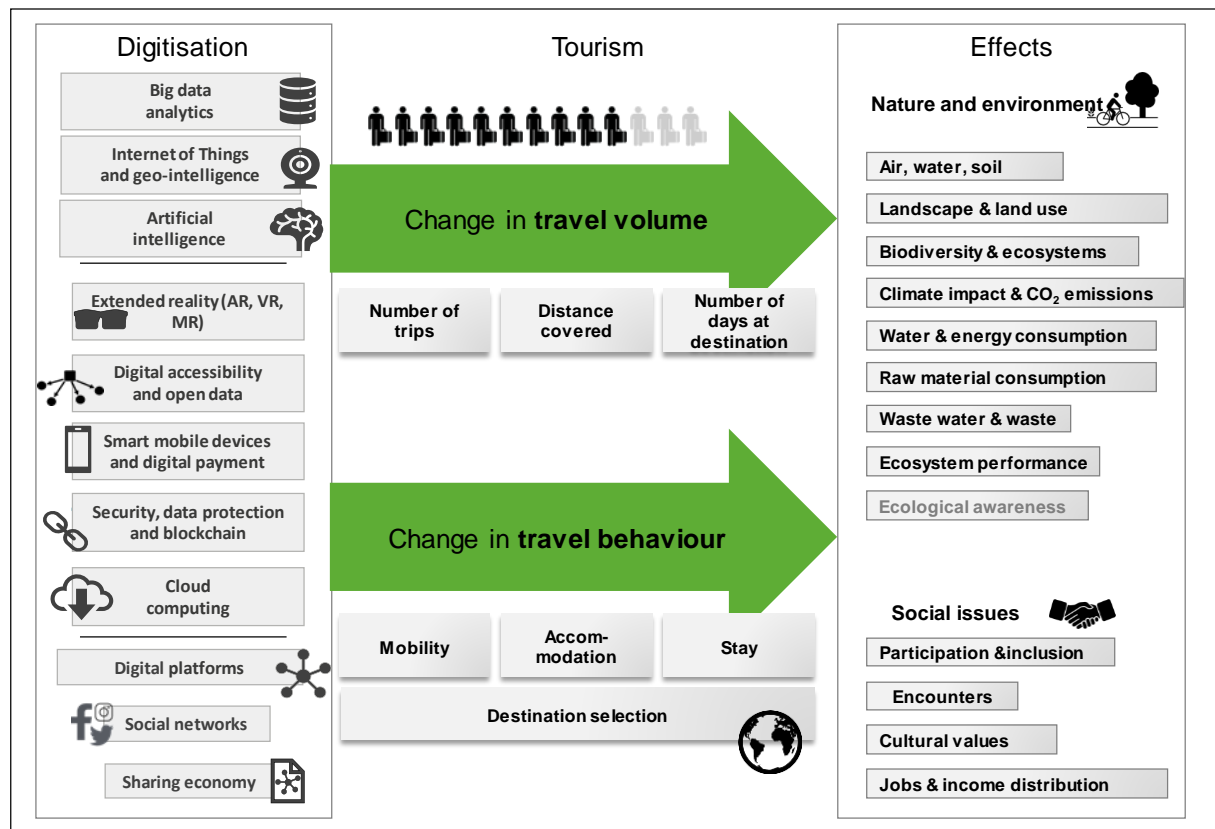 Digitisation
Big data
analytics
Internet of Things
and geo-intelligence
Artificial
intelligence
Extended reality (AR, VR,
MR)
Digital accessibility
and open data
Smart mobile devices
and digital payment
Security, data protection
and blockchain
Cloud
computing
Digital platforms
Social networks
Sharing economy
Tourism
Change in travel volume
Number of
trips
Distance
covered
Number of
days at
destination
Change in travel behaviour
Mobility
Accom-
modation
Stay
Destination selection
Effects
Nature and environment
Air, water, soil
Landscape & land use
Biodiversity & ecosystems
Climate impact & CO₂ emissions
Water & energy consumption
Raw material consumption
Waste water & waste
Ecosystem performance
Ecological awareness
Social issues
Participation &inclusion
Encounters
Cultural values
Jobs & income distribution